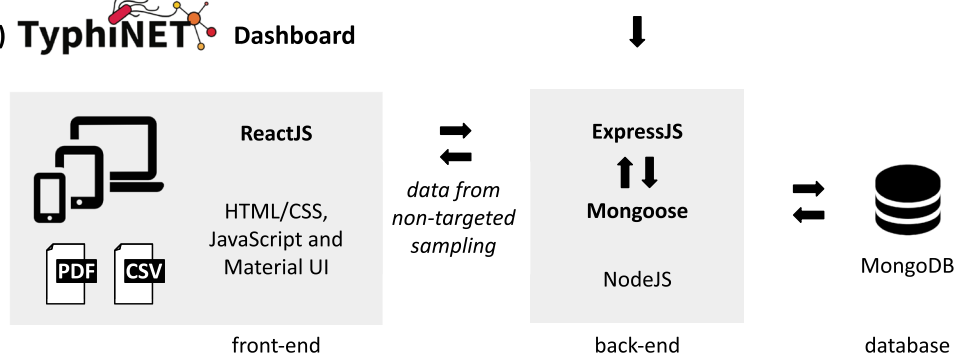 ) TyphiNET Dashboard
ReactJS
HTML/CSS,
JavaScript and
Material UI
PDF CSV
front-end
data from
non-targeted
sampling
ExpressJS
Mongoose
NodeJS
back-end
MongoDB
database